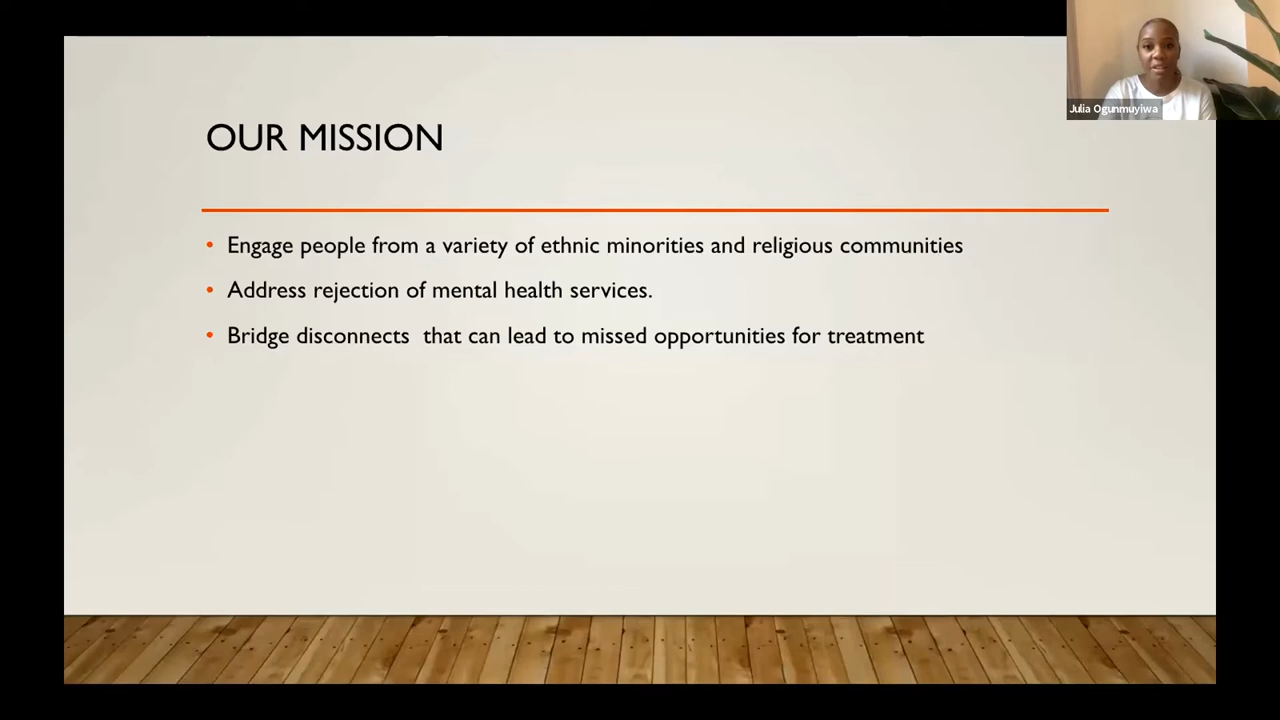 Julia Ogunmuyiwa
OUR MISSION
• Engage people from a variety of ethnic minorities and religious communities
• Address rejection of mental health services.
• Bridge disconnects  that can lead to missed opportunities for treatment